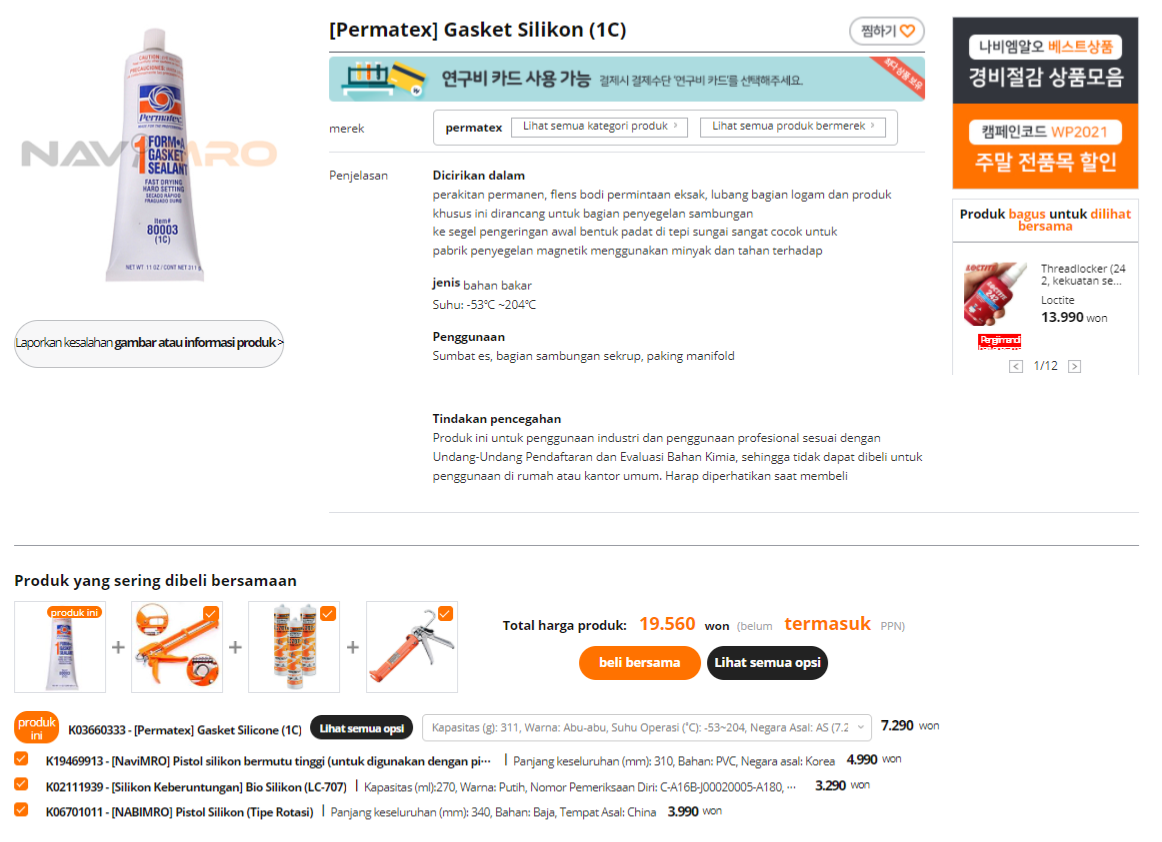 [Permatex] Gasket Silikon (1C)
찜하기
연구비 카드 사용 가능 결제시 결제수단 '연구비 카드'를 선택해주세요.
최다 상품 보유
merek
permatex
Lihat semua kategori produk >
Lihat semua produk bermerek >
Penjelasan
Dicirikan dalam
perakitan permanen, flens bodi permintaan eksak, lubang bagian logam dan produk
khusus ini dirancang untuk bagian penyegelan sambungan
ke segel pengeringan awal bentuk padat di tepi sungai sangat cocok untuk
pabrik penyegelan magnetik menggunakan minyak dan tahan terhadap
jenis bahan bakar
Suhu: -53℃ ~204℃
Penggunaan
Sumbat es, bagian sambungan sekrup, paking manifold
Tindakan pencegahan
Produk ini untuk penggunaan industri dan penggunaan profesional sesuai dengan
Undang-Undang Pendaftaran dan Evaluasi Bahan Kimia, sehingga tidak dapat dibeli untuk
penggunaan di rumah atau kantor umum. Harap diperhatikan saat membeli
NAVIMRO
Permatex
1 FORM•A
GASKET
SEALANT
FAST DRYING
HARD SETTING
SECADO RÁPIDO
FRAGUADO DURO
Item#
80003
(1C)
NET WT 11 OZ / CONT NET 311 g
Laporkan kesalahan gambar atau informasi produk >
나비엠알오 베스트상품
경비절감 상품모음
캠페인코드 WP2021
주말 전품목 할인
Produk bagus untuk dilihat
bersama
LOCTITE
242
Threadlocker (24
2, kekuatan se...
Loctite
13.990 won
< 1/12 >
Produk yang sering dibeli bersamaan
produk ini
+
+
+
Total harga produk: 19.560 won (belum termasuk PPN)
beli bersama
Lihat semua opsi
produk
ini
K03660333 - [Permatex] Gasket Silicone (1C)
Lihat semua opsi
Kapasitas (g): 311, Warna: Abu-abu, Suhu Operasi (˚C): -53~204, Negara Asal: AS (7.2
7.290 won
K19469913 - [NaviMRO] Pistol silikon bermutu tinggi (untuk digunakan dengan pi··· | Panjang keseluruhan (mm): 310, Bahan: PVC, Negara asal: Korea 4.990 won
K02111939 - [Silikon Keberuntungan] Bio Silikon (LC-707) | Kapasitas (ml):270, Warna: Putih, Nomor Pemeriksaan Diri: C-A16B-J00020005-A180, ··· 3.290 won
K06701011 - [NABIMRO] Pistol Silikon (Tipe Rotasi) | Panjang keseluruhan (mm): 340, Bahan: Baja, Tempat Asal: China 3.990 won